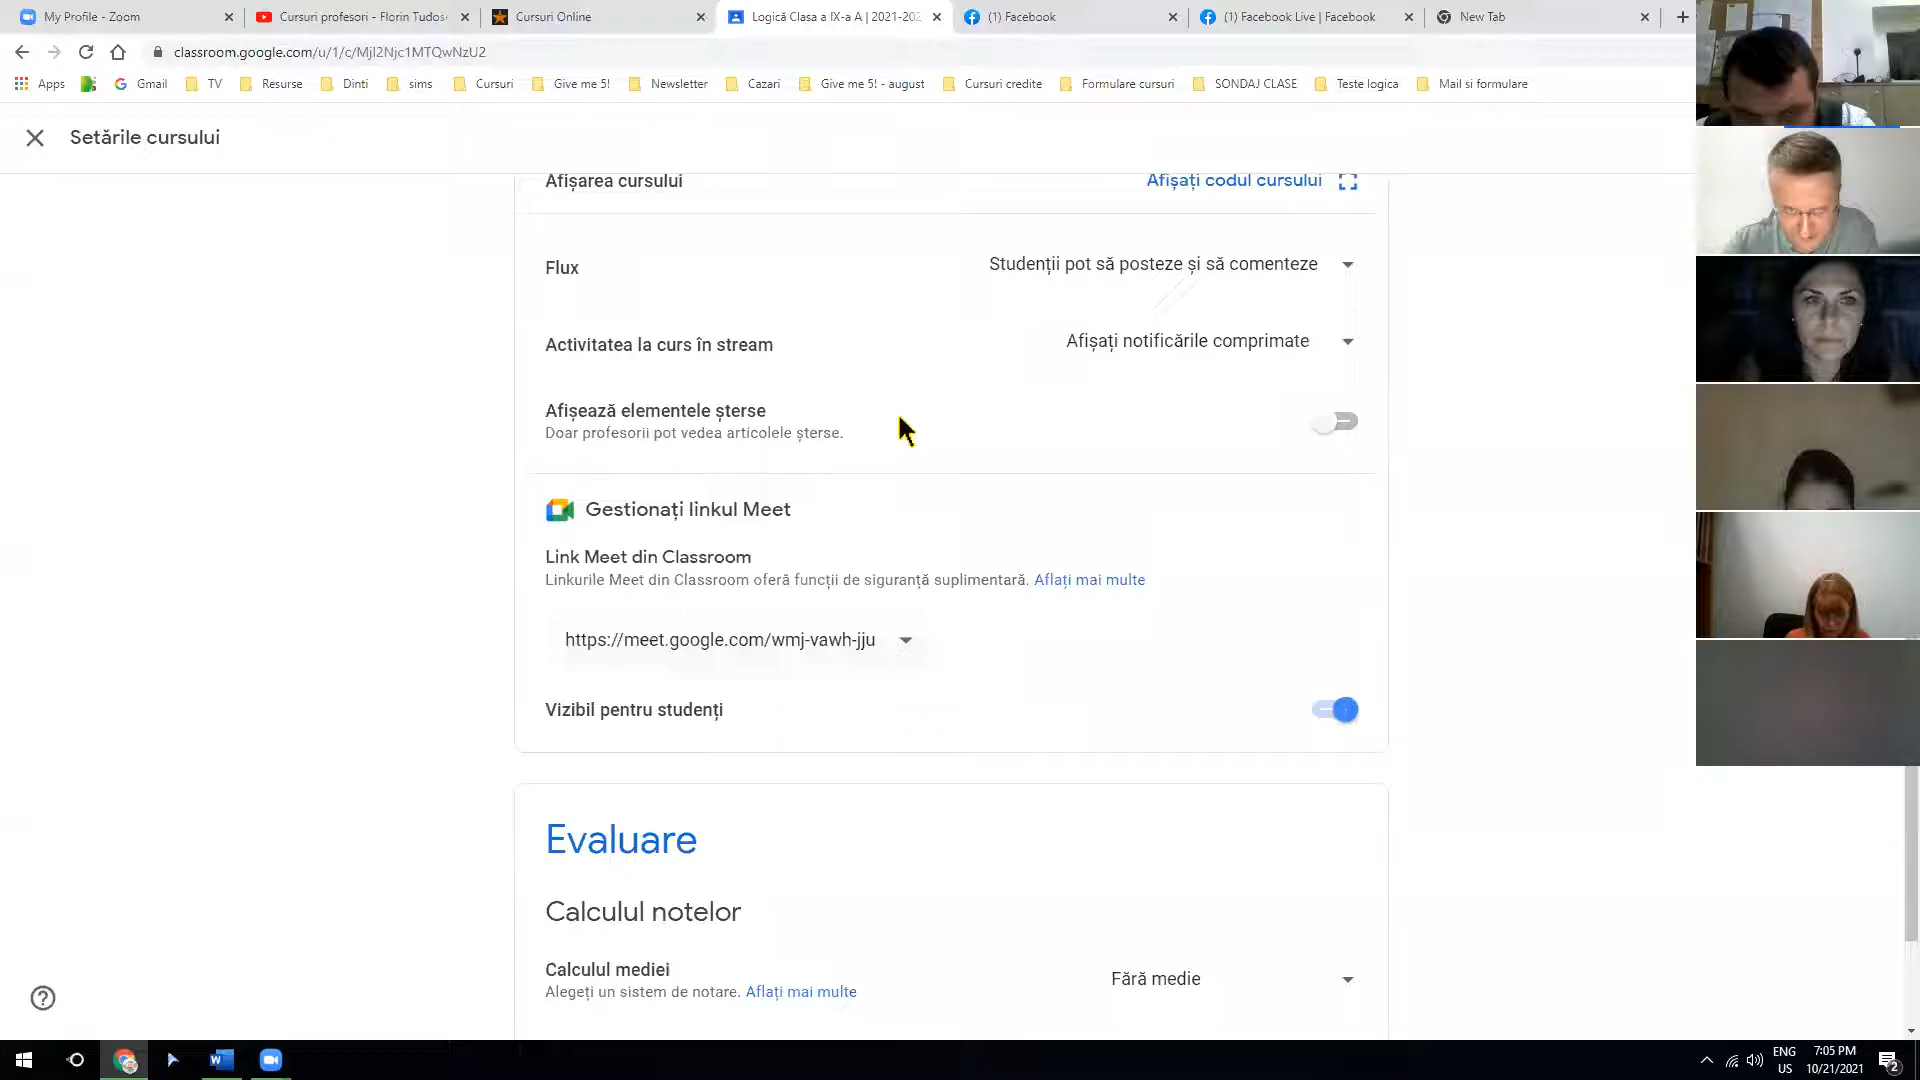 My Profile - Zoom
Cursuri profesori - Florin Tudos
Cursuri Online
Logică Clasa a IX-a A | 2021-202
(1) Facebook
(1) Facebook Live | Facebook
New Tab
classroom.google.com/u/1/c/MjI2Njc1MTQwNzU2
Apps
Gmail
TV
Resurse
Dinti
sims
Cursuri
Give me 5!
Newsletter
Cazari
Give me 5! - august
Cursuri credite
Formulare cursuri
SONDAJ CLASE
Teste logica
Mail si formulare
Setările cursului
Afișarea cursului
Afișați codul cursului
Flux
Studenții pot să posteze și să comenteze
Activitatea la curs în stream
Afișați notificările comprimate
Afișează elementele șterse
Doar profesorii pot vedea articolele șterse.
Gestionați linkul Meet
Link Meet din Classroom
Linkurile Meet din Classroom oferă funcții de siguranță suplimentară. Aflați mai multe
https://meet.google.com/wmj-vawh-jju
Vizibil pentru studenți
Evaluare
Calculul notelor
Calculul mediei
Alegeți un sistem de notare. Aflați mai multe
Fără medie
ENG
US
7:05 PM
10/21/2021
2